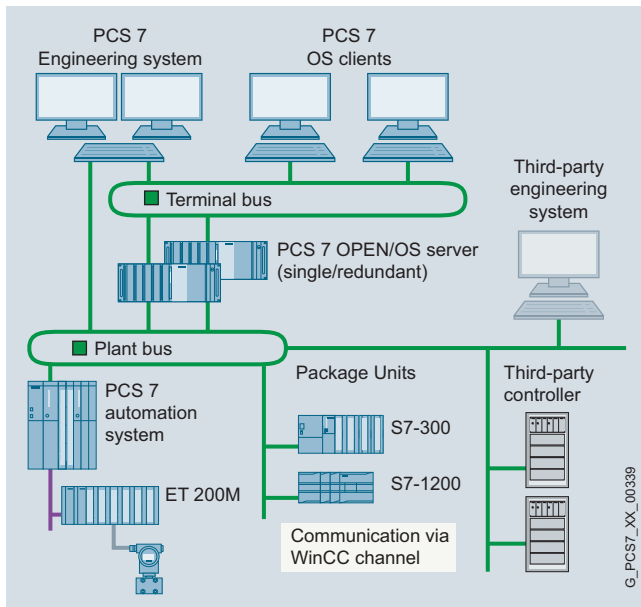 PCS 7
Engineering system
PCS 7
OS clients
Terminal bus
Third-party
engineering
system
PCS 7 OPEN/OS server
(single/redundant)
Plant bus
PCS 7
automation
system
Package Units
Third-party
controller
S7-300
S7-1200
ET 200M
Communication via
WinCC channel
G_PCS7_XX_00339